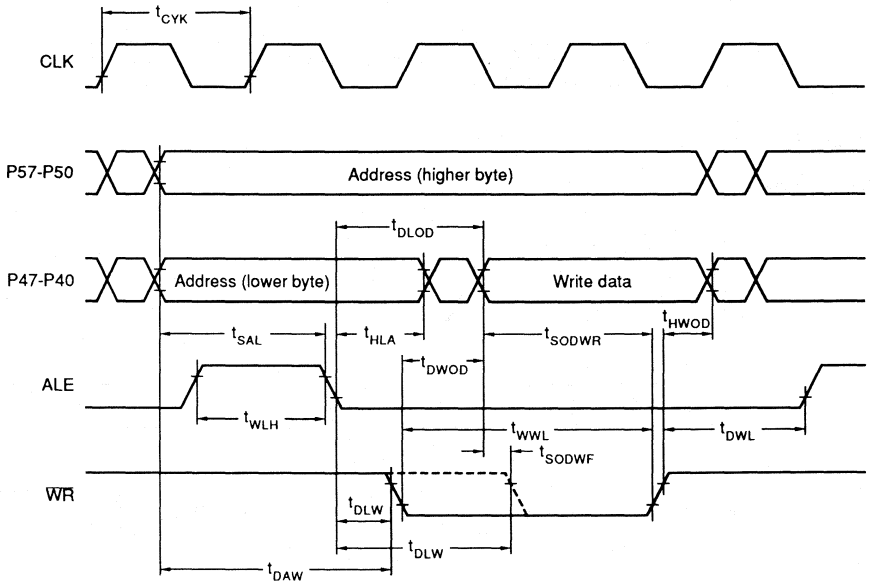 tCYK
CLK
P57-P50
Address (higher byte)
tDLOD
P47-P40
Address (lower byte)
Write data
tHWOD
tSAL
tHLA
tSODWR
tDWOD
ALE
tWLH
tWWL
tDWL
tSODWF
WR
tDLW
tDLW
tDAW